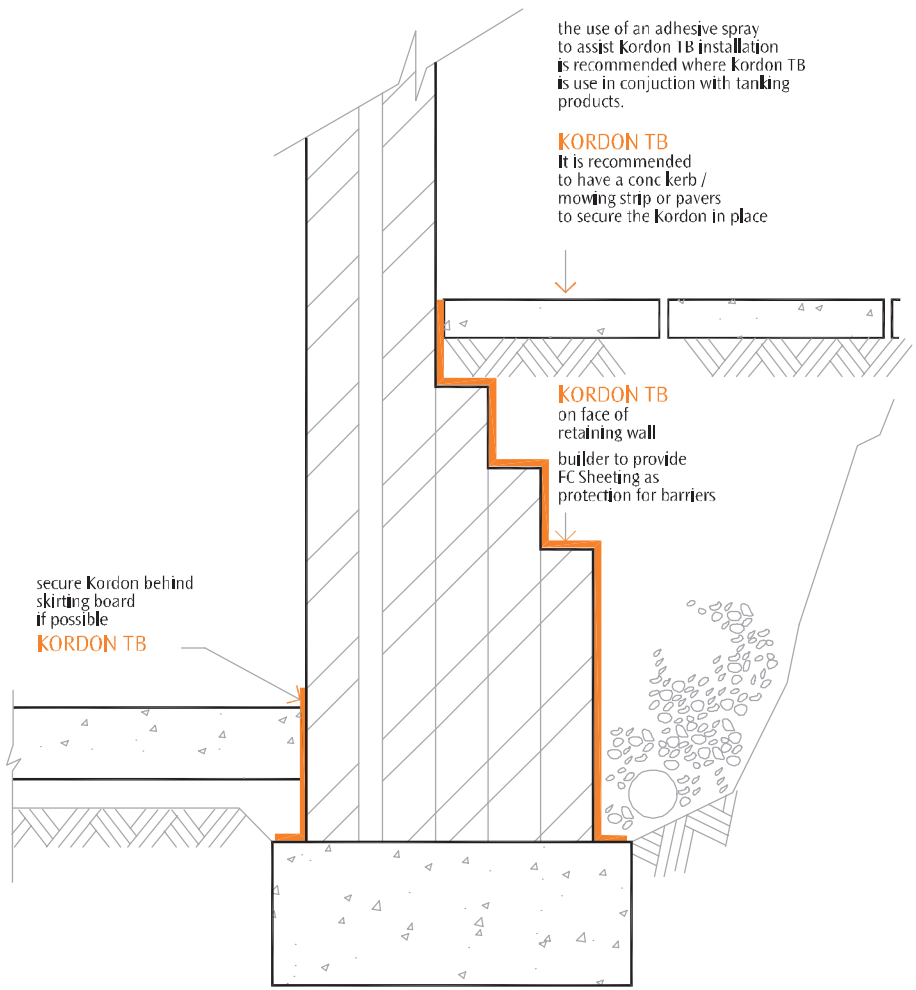 the use of an adhesive spray
to assist Kordon TB installation
is recommended where Kordon TB
is use in conjuction with tanking
products.
KORDON TB
It is recommended
to have a conc kerb /
mowing strip or pavers
to secure the Kordon in place
KORDON TB
on face of
retaining wall
builder to provide
FC Sheeting as
protection for barriers
secure Kordon behind
skirting board
if possible
KORDON TB